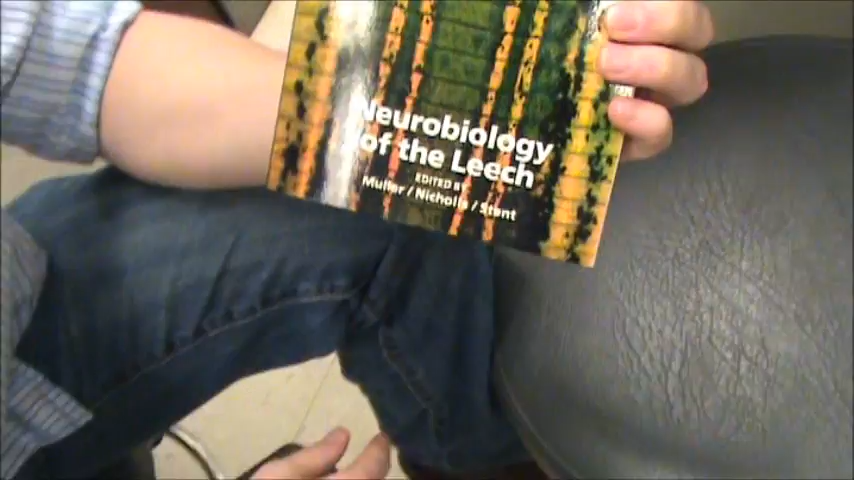 Neurobiology
of the Leech
EDITED BY
Muller / Nicholls / Stent